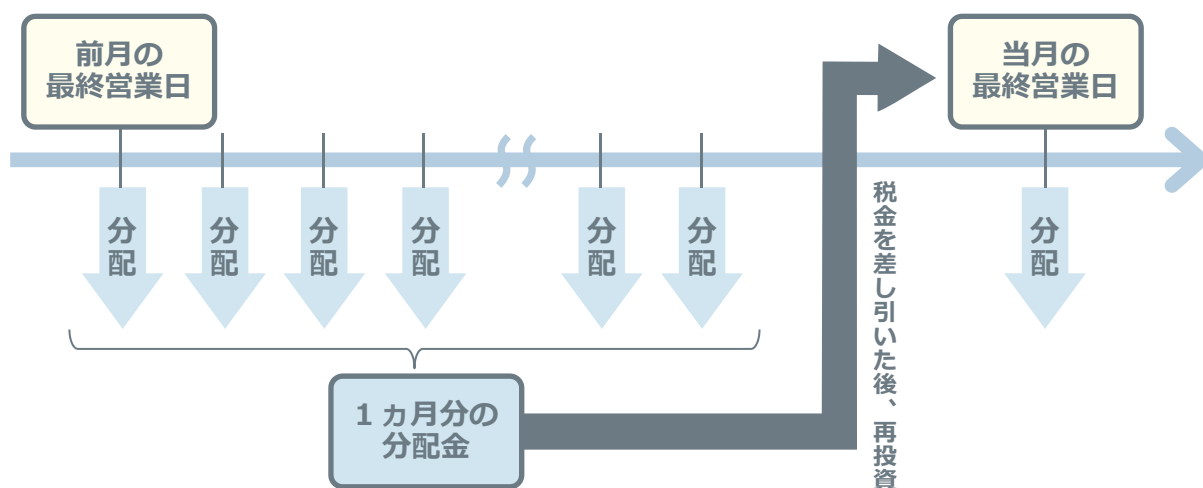 前月の
最終営業日
当月の
最終営業日
分配
分配
分配
分配
分配
分配
分配
税金を差し引いた後、再投資
1ヵ月分の
分配金